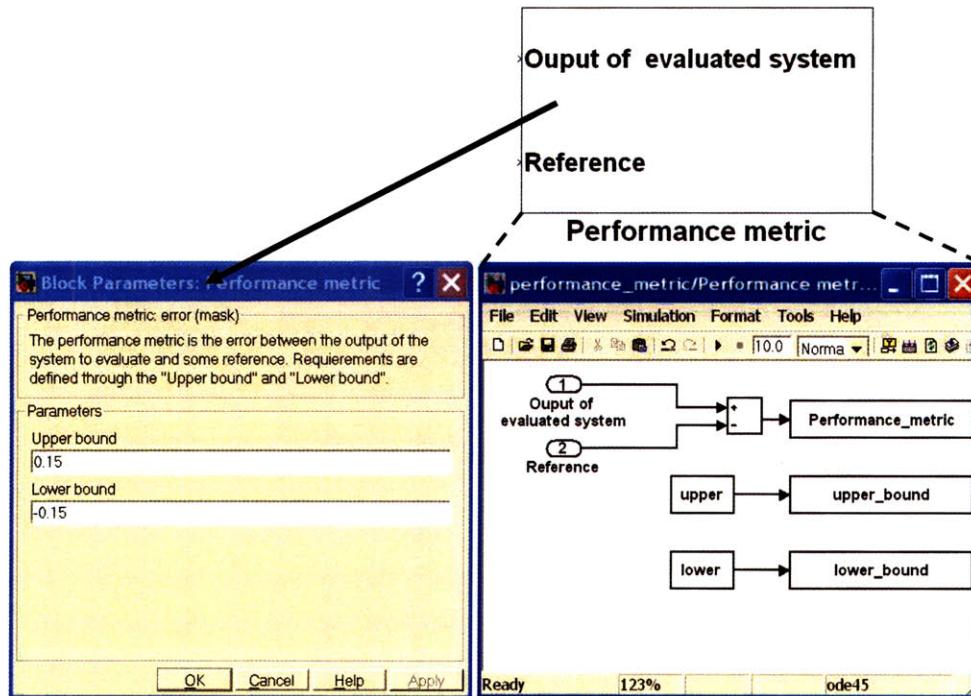 Ouput of evaluated system
Reference
Performance metric
Block Parameters: Performance metric
Performance metric: error (mask)
The performance metric is the error between the output of the
system to evaluate and some reference. Requierements are
defined through the "Upper bound" and "Lower bound".
Parameters
Upper bound
0.15
Lower bound
-0.15
OK Cancel Help Apply
performance_metric/Performance metr...
File Edit View Simulation Format Tools Help
10.0 Norma
1
Ouput of
evaluated system
2
Reference
+
−
Performance_metric
upper
upper_bound
lower
lower_bound
Ready 123% ode45